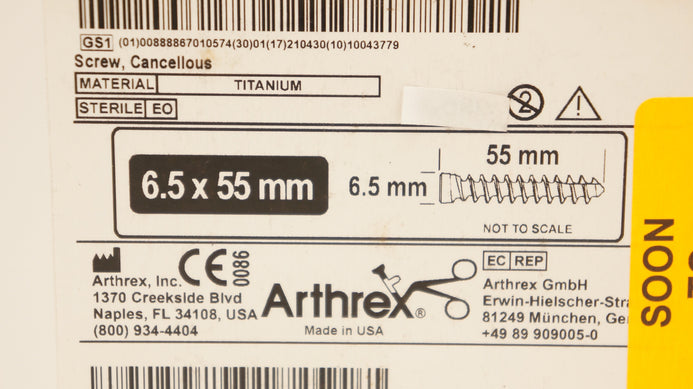 GS1 (01)00888867010574(30)01(17)210430(10)10043779
Screw, Cancellous
MATERIAL TITANIUM
STERILE EO
2
6.5 x 55 mm
55 mm
6.5 mm
NOT TO SCALE
CE 0086
EC REP
Arthrex, Inc.
1370 Creekside Blvd
Naples, FL 34108, USA
(800) 934-4404
Arthrex®
Made in USA
Arthrex GmbH
Erwin-Hielscher-
81249 München,
+49 89 909005-0
SOON